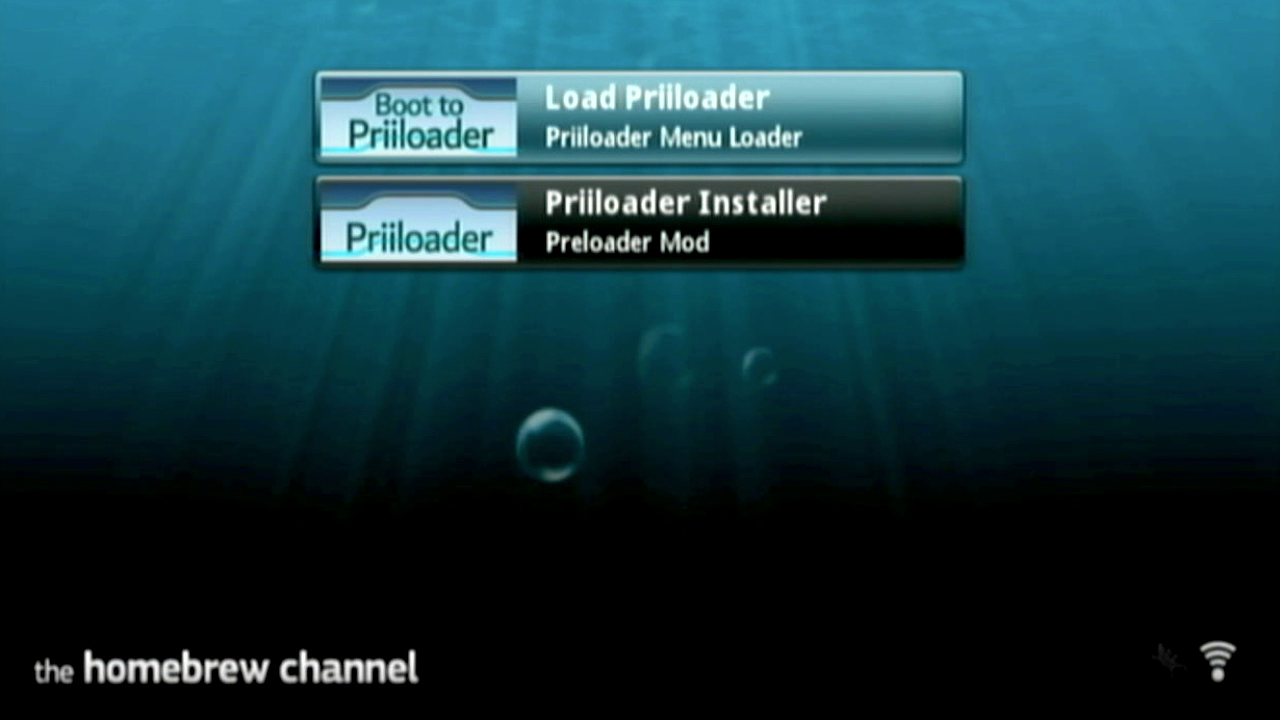 Boot to
Priiloader
Load Priiloader
Priiloader Menu Loader
Priiloader
Priiloader Installer
Preloader Mod
the homebrew channel